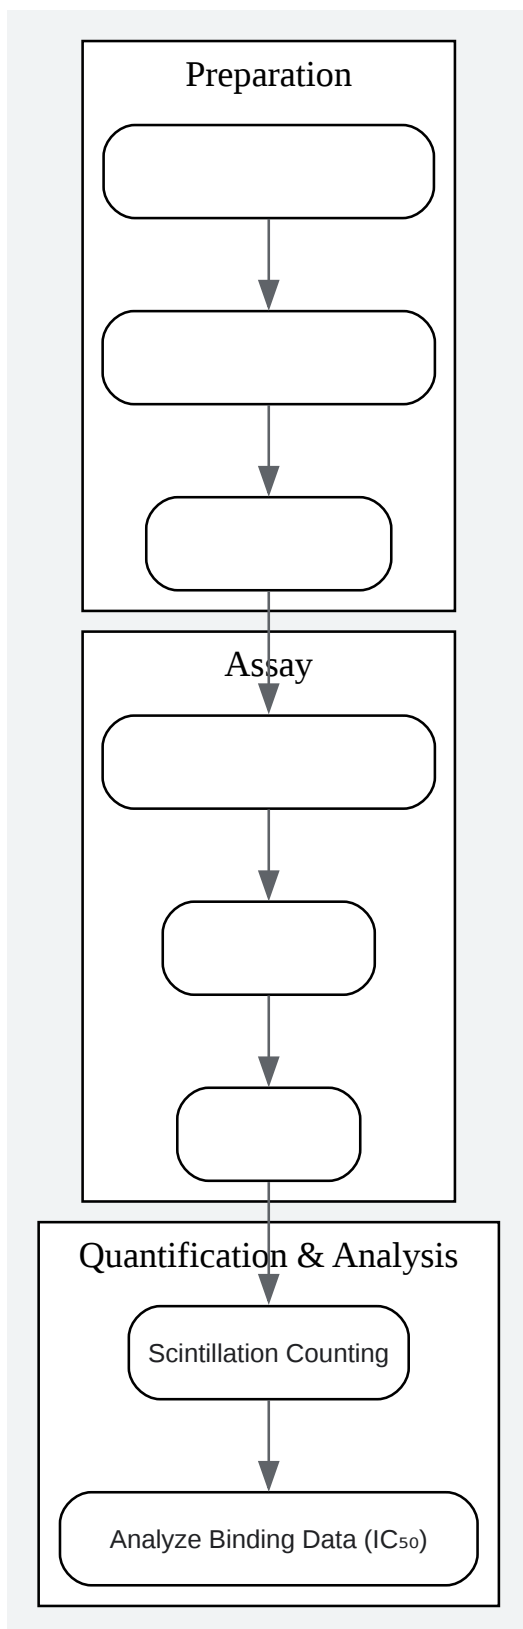 Preparation
Assay
Quantification & Analysis
Scintillation Counting
Analyze Binding Data (IC₅₀)